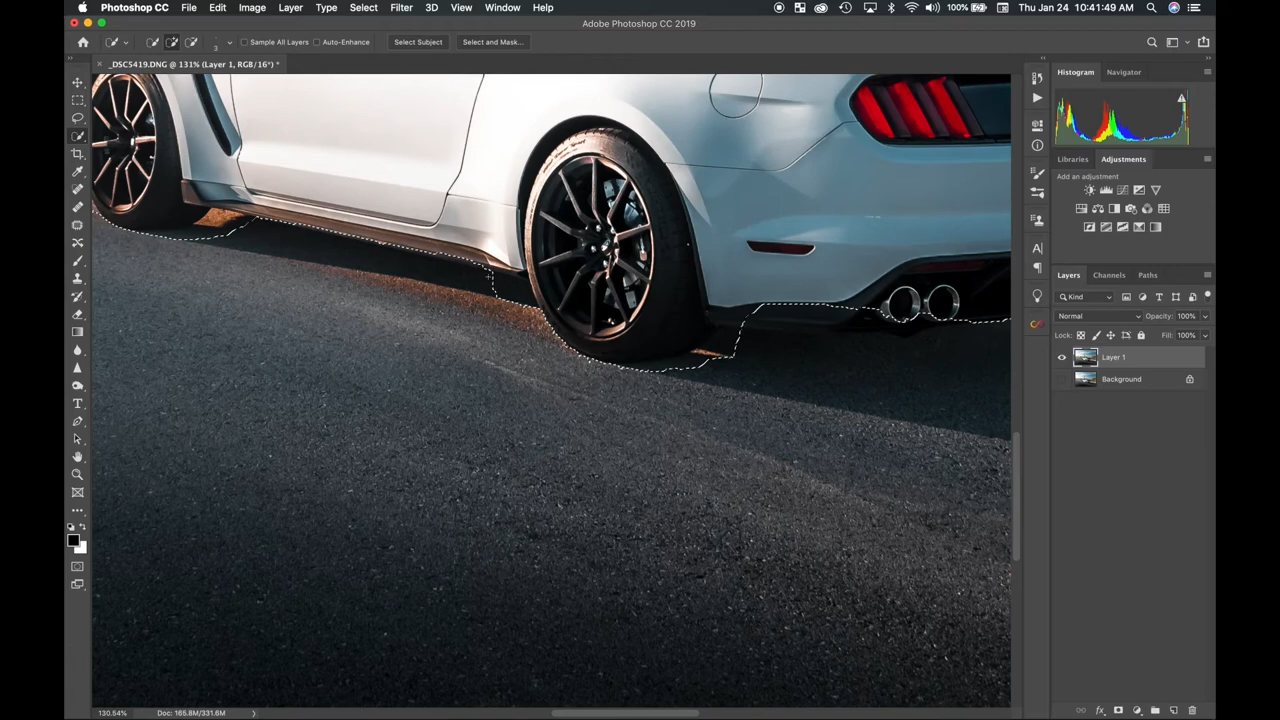 Photoshop CC File Edit Image Layer Type Select Filter 3D View Window Help 100% Thu Jan 24 10:41:49 AM
Adobe Photoshop CC 2019
3 Sample All Layers Auto-Enhance Select Subject Select and Mask...
_DSC5419.DNG @ 131% (Layer 1, RGB/16*) *
Histogram Navigator
Libraries Adjustments
Add an adjustment
Layers Channels Paths
Kind
Normal Opacity: 100%
Lock: Fill: 100%
Layer 1
Background
130.54% Doc: 165.8M/331.6M